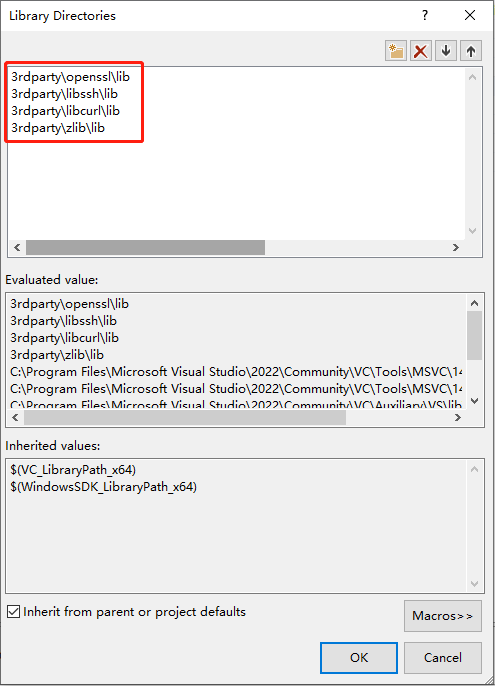 Library Directories
?
3rdparty\openssl\lib
3rdparty\libssh\lib
3rdparty\libcurl\lib
3rdparty\zlib\lib
Evaluated value:
3rdparty\openssl\lib
3rdparty\libssh\lib
3rdparty\libcurl\lib
3rdparty\zlib\lib
C:\Program Files\Microsoft Visual Studio\2022\Community\VC\Tools\MSVC\14
C:\Program Files\Microsoft Visual Studio\2022\Community\VC\Tools\MSVC\14
C:\Program Files\Microsoft Visual Studio\2022\Community\VC\Auxiliary\VS\lib
Inherited values:
$(VC_LibraryPath_x64)
$(WindowsSDK_LibraryPath_x64)
Inherit from parent or project defaults
Macros>>
OK
Cancel